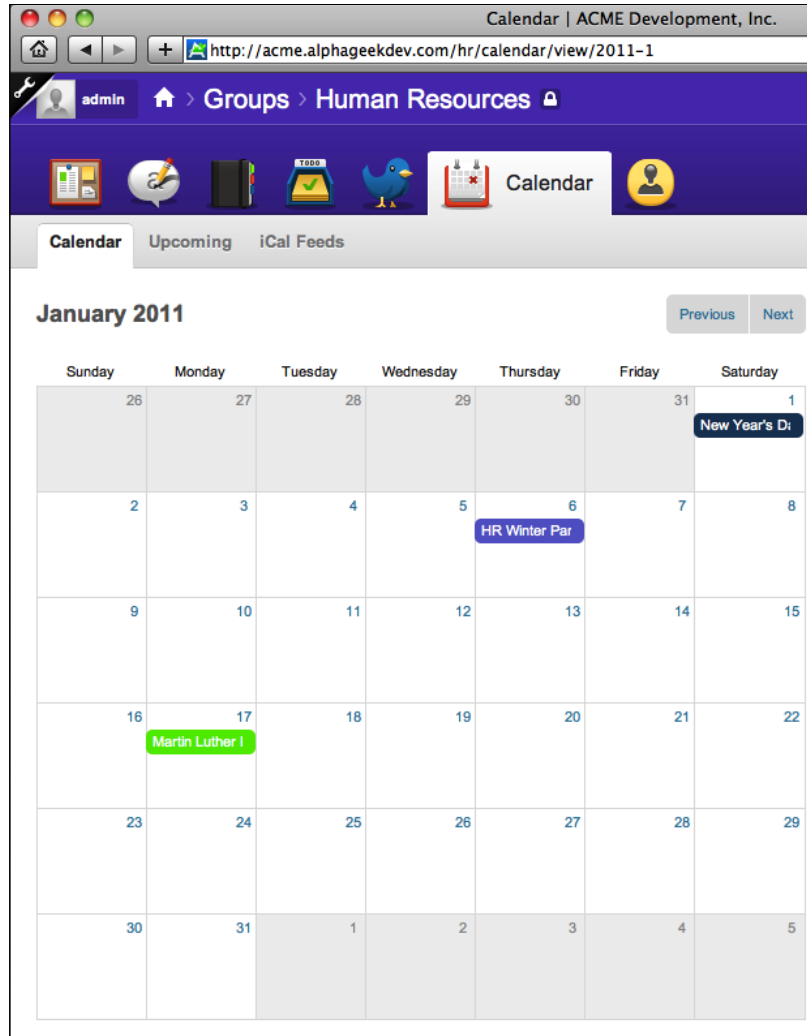 Calendar | ACME Development, Inc.
http://acme.alphageekdev.com/hr/calendar/view/2011-1
admin Groups > Human Resources
TODO
Calendar
Calendar Upcoming iCal Feeds
January 2011 Previous Next
Sunday Monday Tuesday Wednesday Thursday Friday Saturday
26 27 28 29 30 31 1
New Year's Da
2 3 4 5 6 7 8
HR Winter Par
9 10 11 12 13 14 15
16 17 18 19 20 21 22
Martin Luther
23 24 25 26 27 28 29
30 31 1 2 3 4 5